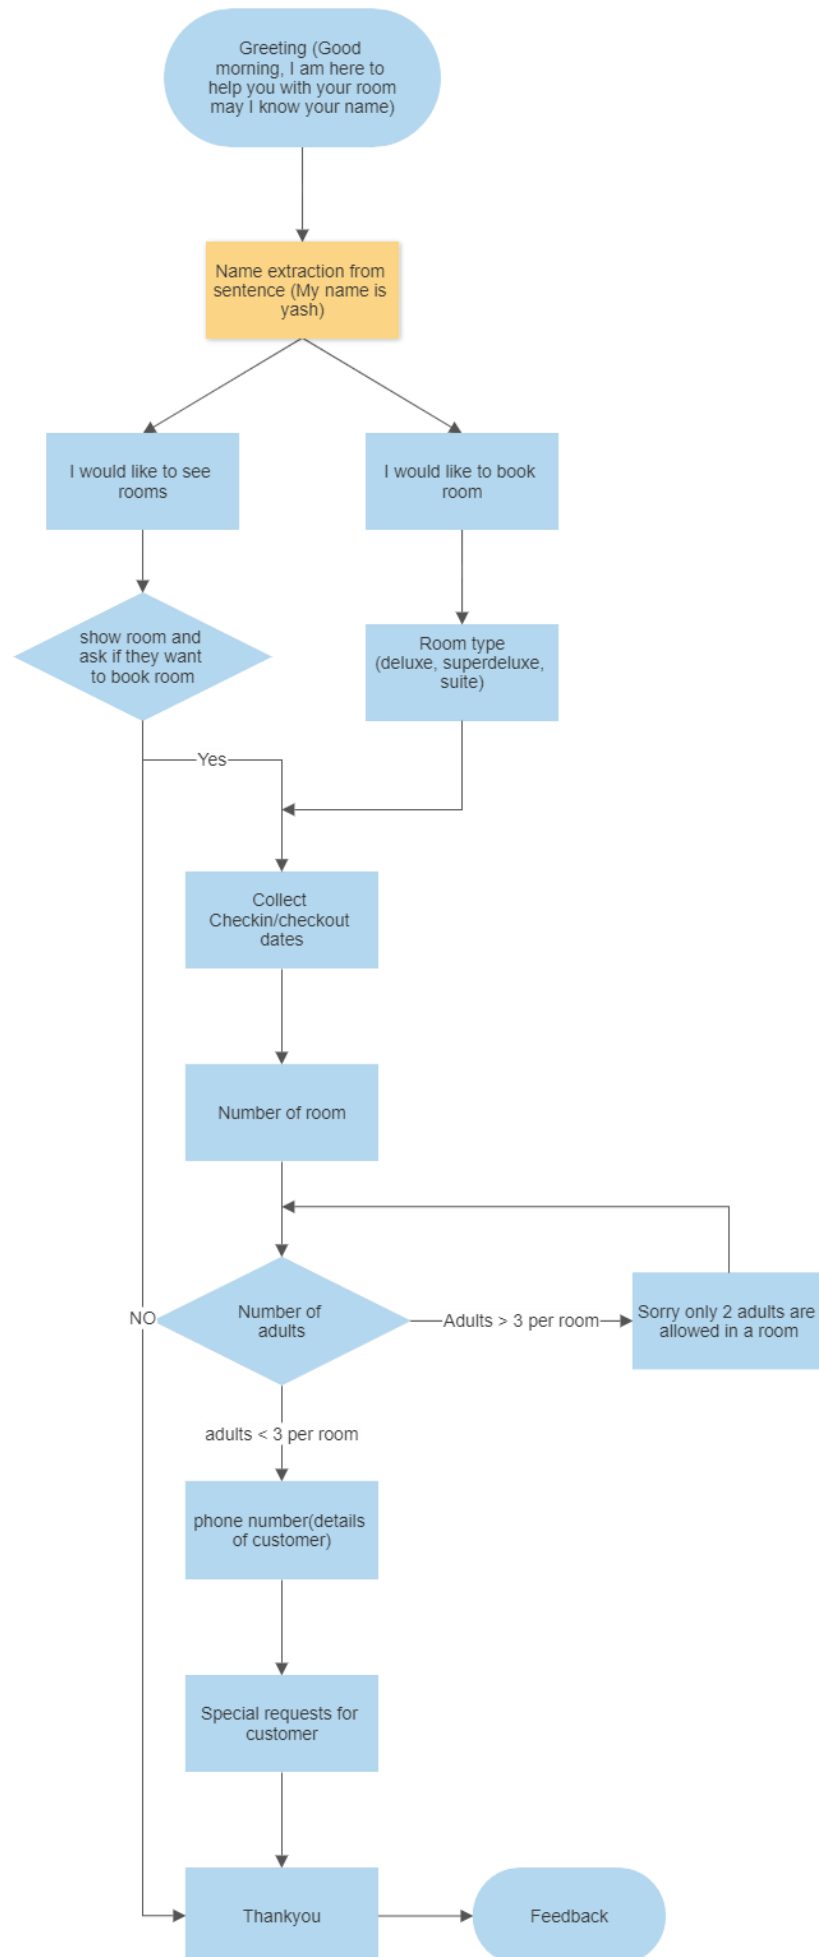 Greeting (Good
morning, I am here to
help you with your room
may I know your name)
Name extraction from
sentence (My name is
yash)
I would like to see
rooms
I would like to book
room
show room and
ask if they want
to book room
Room type
(deluxe, superdeluxe,
suite)
Yes
Collect
Checkin/checkout
dates
Number of room
NO
Number of
adults
Adults > 3 per room
Sorry only 2 adults are
allowed in a room
adults < 3 per room
phone number(details
of customer)
Special requests for
customer
Thankyou
Feedback